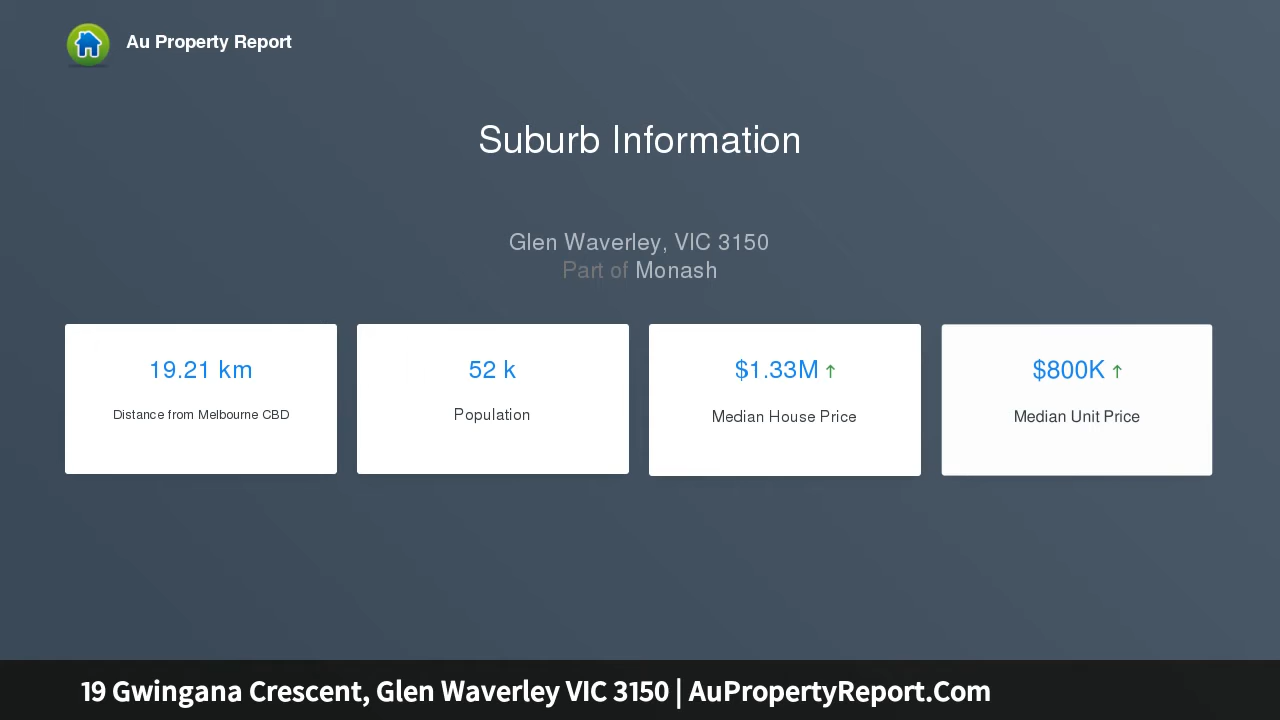 Au Property Report
Suburb Information
Glen Waverley, VIC 3150
Part of Monash
19.21 km
Distance from Melbourne CBD
52 k
Population
$1.33M ↑
Median House Price
$800K ↑
Median Unit Price
19 Gwingana Crescent, Glen Waverley VIC 3150 | AuPropertyReport.Com